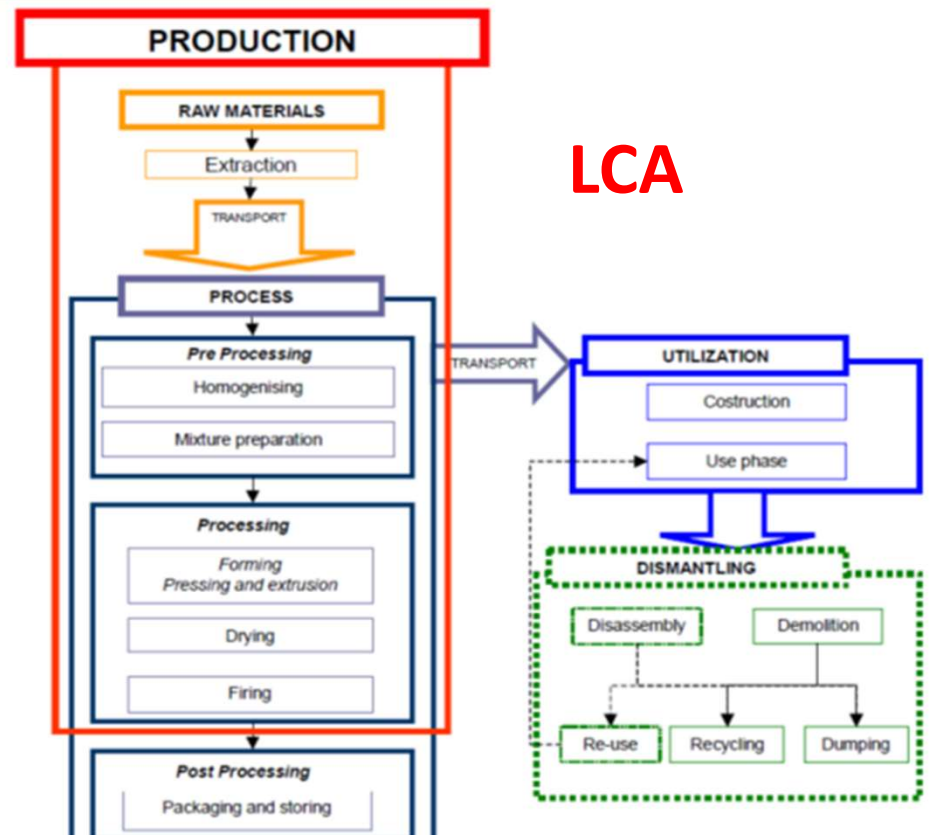 PRODUCTION
RAW MATERIALS
Extraction
TRANSPORT
PROCESS
Pre Processing
Homogenising
Mixture preparation
Processing
Forming
Pressing and extrusion
Drying
Firing
Post Processing
Packaging and storing
LCA
TRANSPORT
UTILIZATION
Costruction
Use phase
DISMANTLING
Disassembly
Demolition
Re-use
Recycling
Dumping